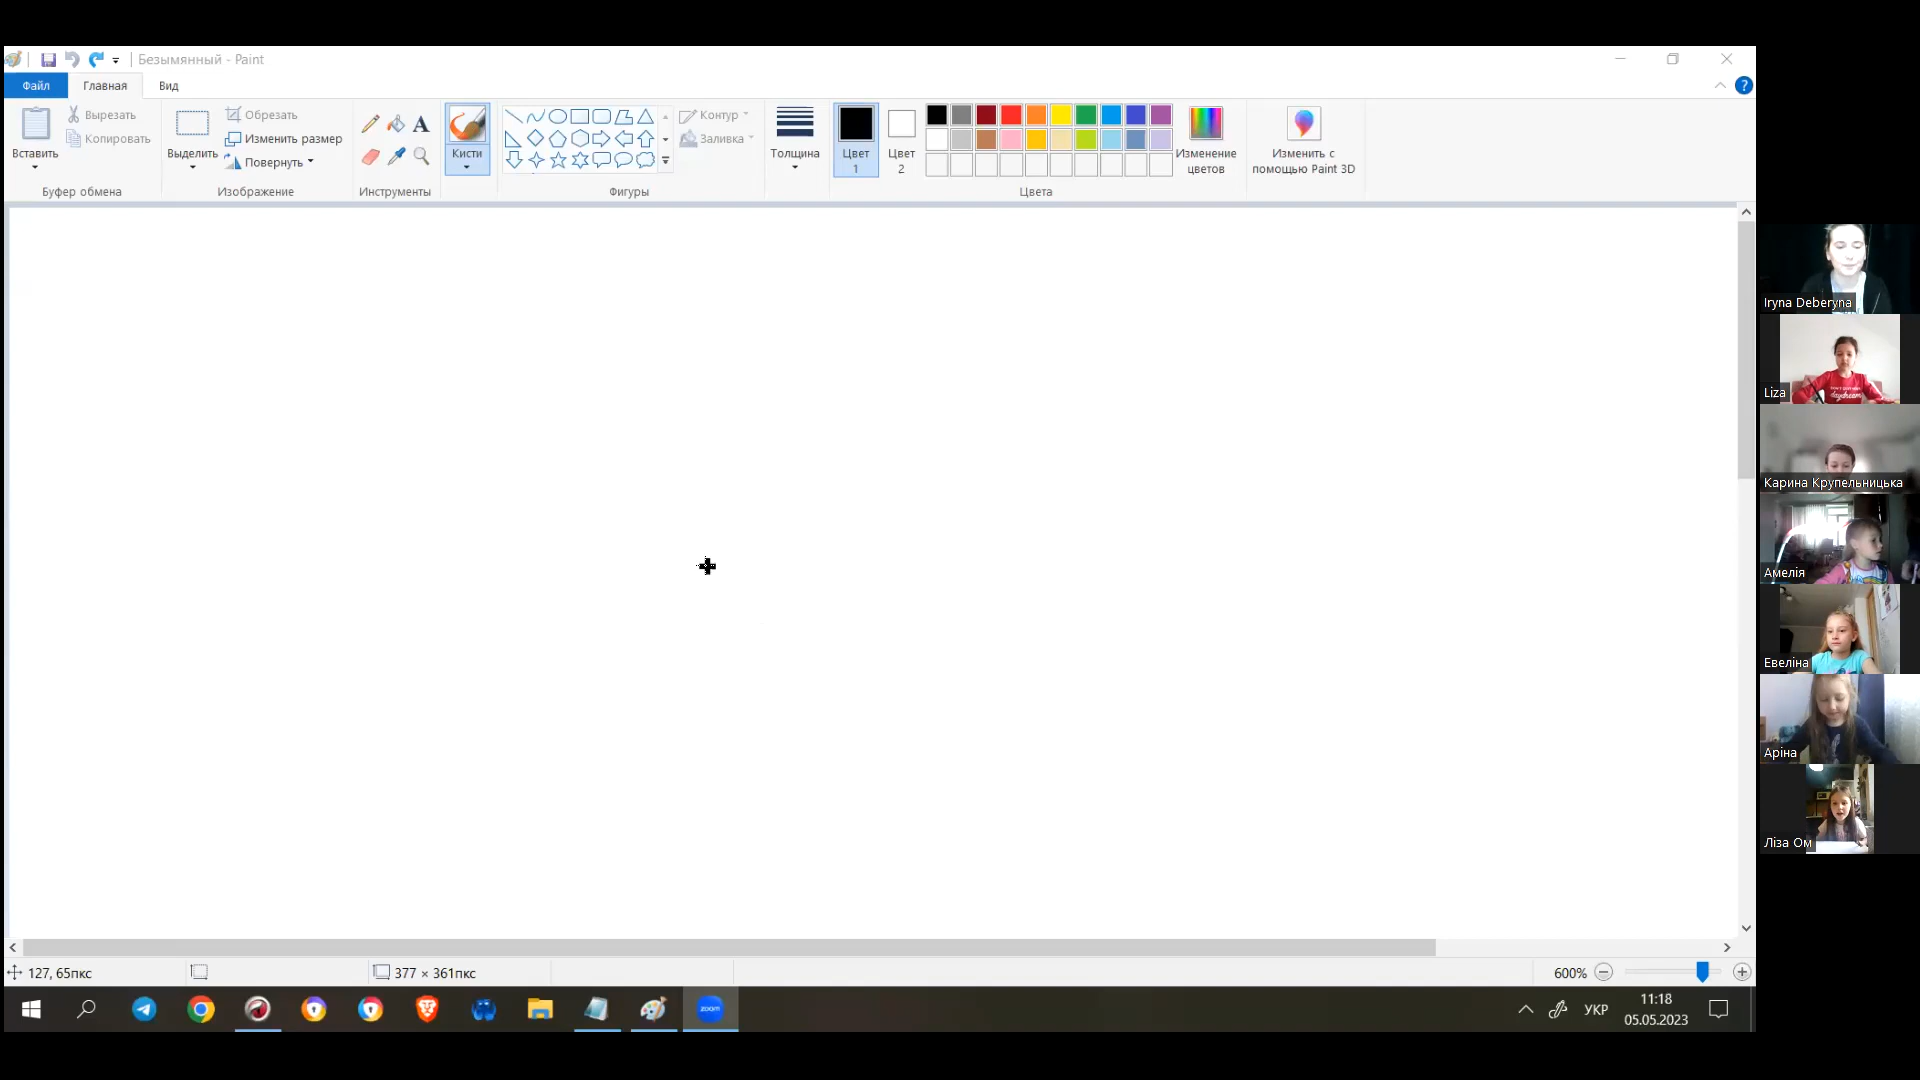 Безымянный - Paint
Файл Главная Вид
Вставить
Вырезать
Копировать
Буфер обмена
Выделить
Обрезать
Изменить размер
Повернуть
Изображение
A
Инструменты
Кисти
Контур
Заливка
Фигуры
Толщина
Цвет
1
Цвет
2
Изменение
цветов
Цвета
Изменить с
помощью Paint 3D
Iryna Deberyna
Liza
Карина Крупельницька
Амелія
Евеліна
Аріна
Ліза Ом
127, 65пкс
377 × 361пкс
600%
zoom
УКР
11:18
05.05.2023